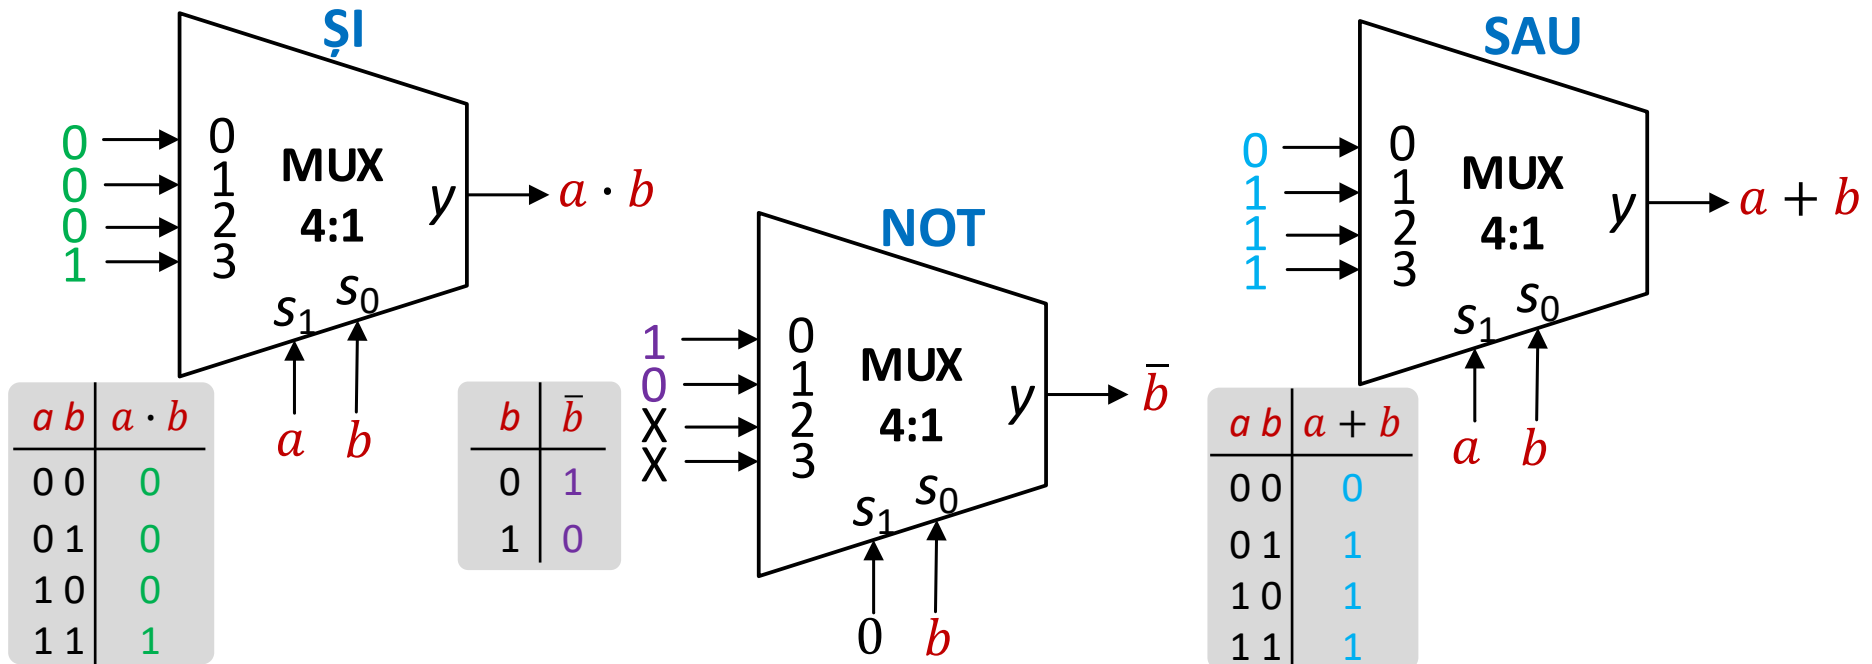 ȘI
0 0
0 1
0 2
1 3
MUX
4:1
y
a · b
s1 s0
a b
a b a · b
0 0 0
0 1 0
1 0 0
1 1 1
NOT
1 0
0 1
X 2
X 3
MUX
4:1
y
b̅
s1 s0
0 b
b b̅
0 1
1 0
SAU
0 0
1 1
1 2
1 3
MUX
4:1
y
a + b
s1 s0
a b
a b a + b
0 0 0
0 1 1
1 0 1
1 1 1